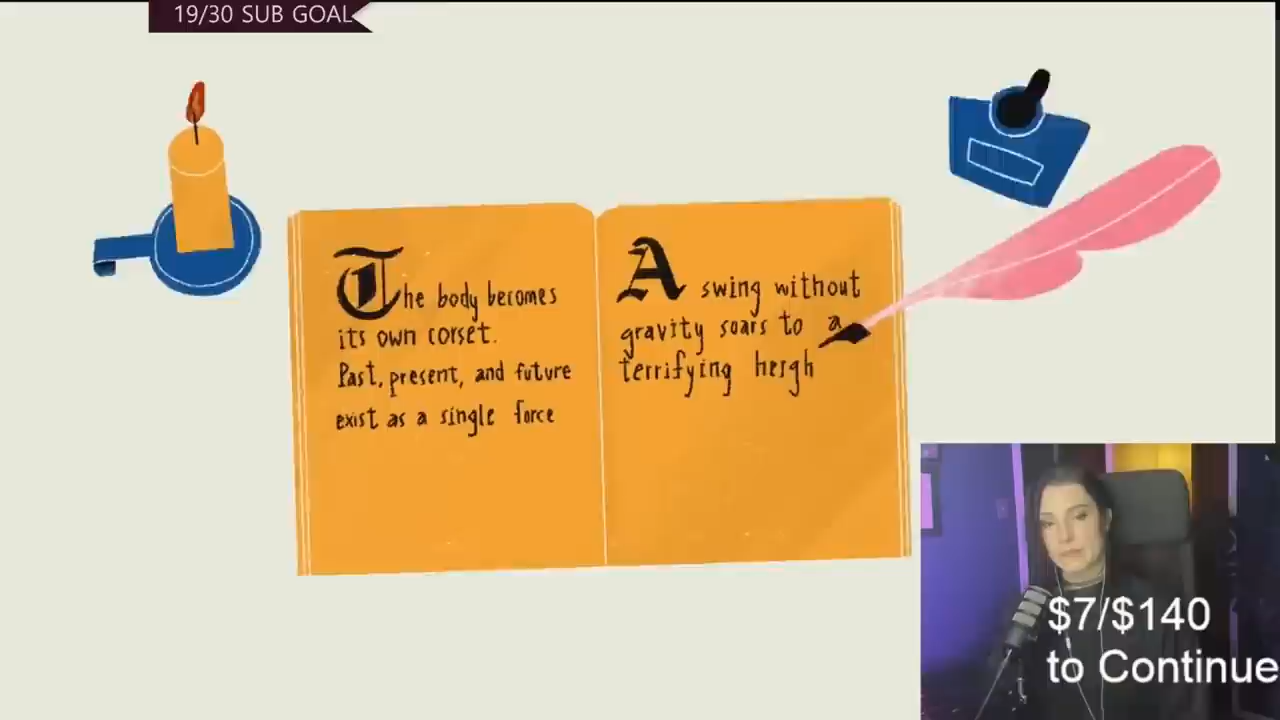 19/30 SUB GOAL
The body becomes
its own corset.
Past, present, and future
exist as a single force
A swing without
gravity soars to a
terrifying heigh
$7/$140
to Continue